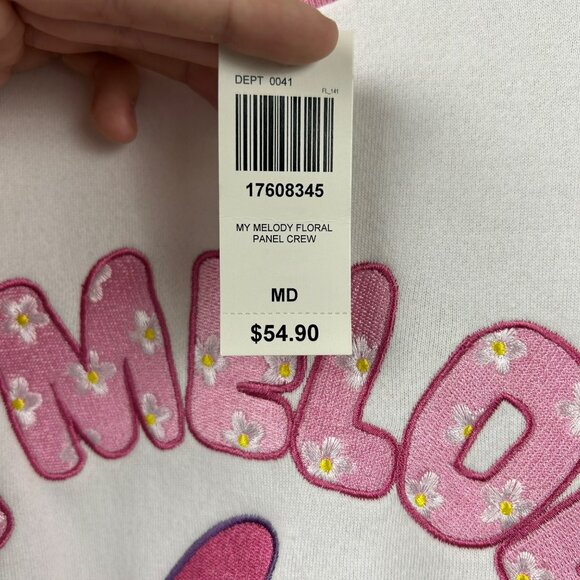 DEPT 0041
FL_141
17608345
MY MELODY FLORAL
PANEL CREW
MD
$54.90
MELO